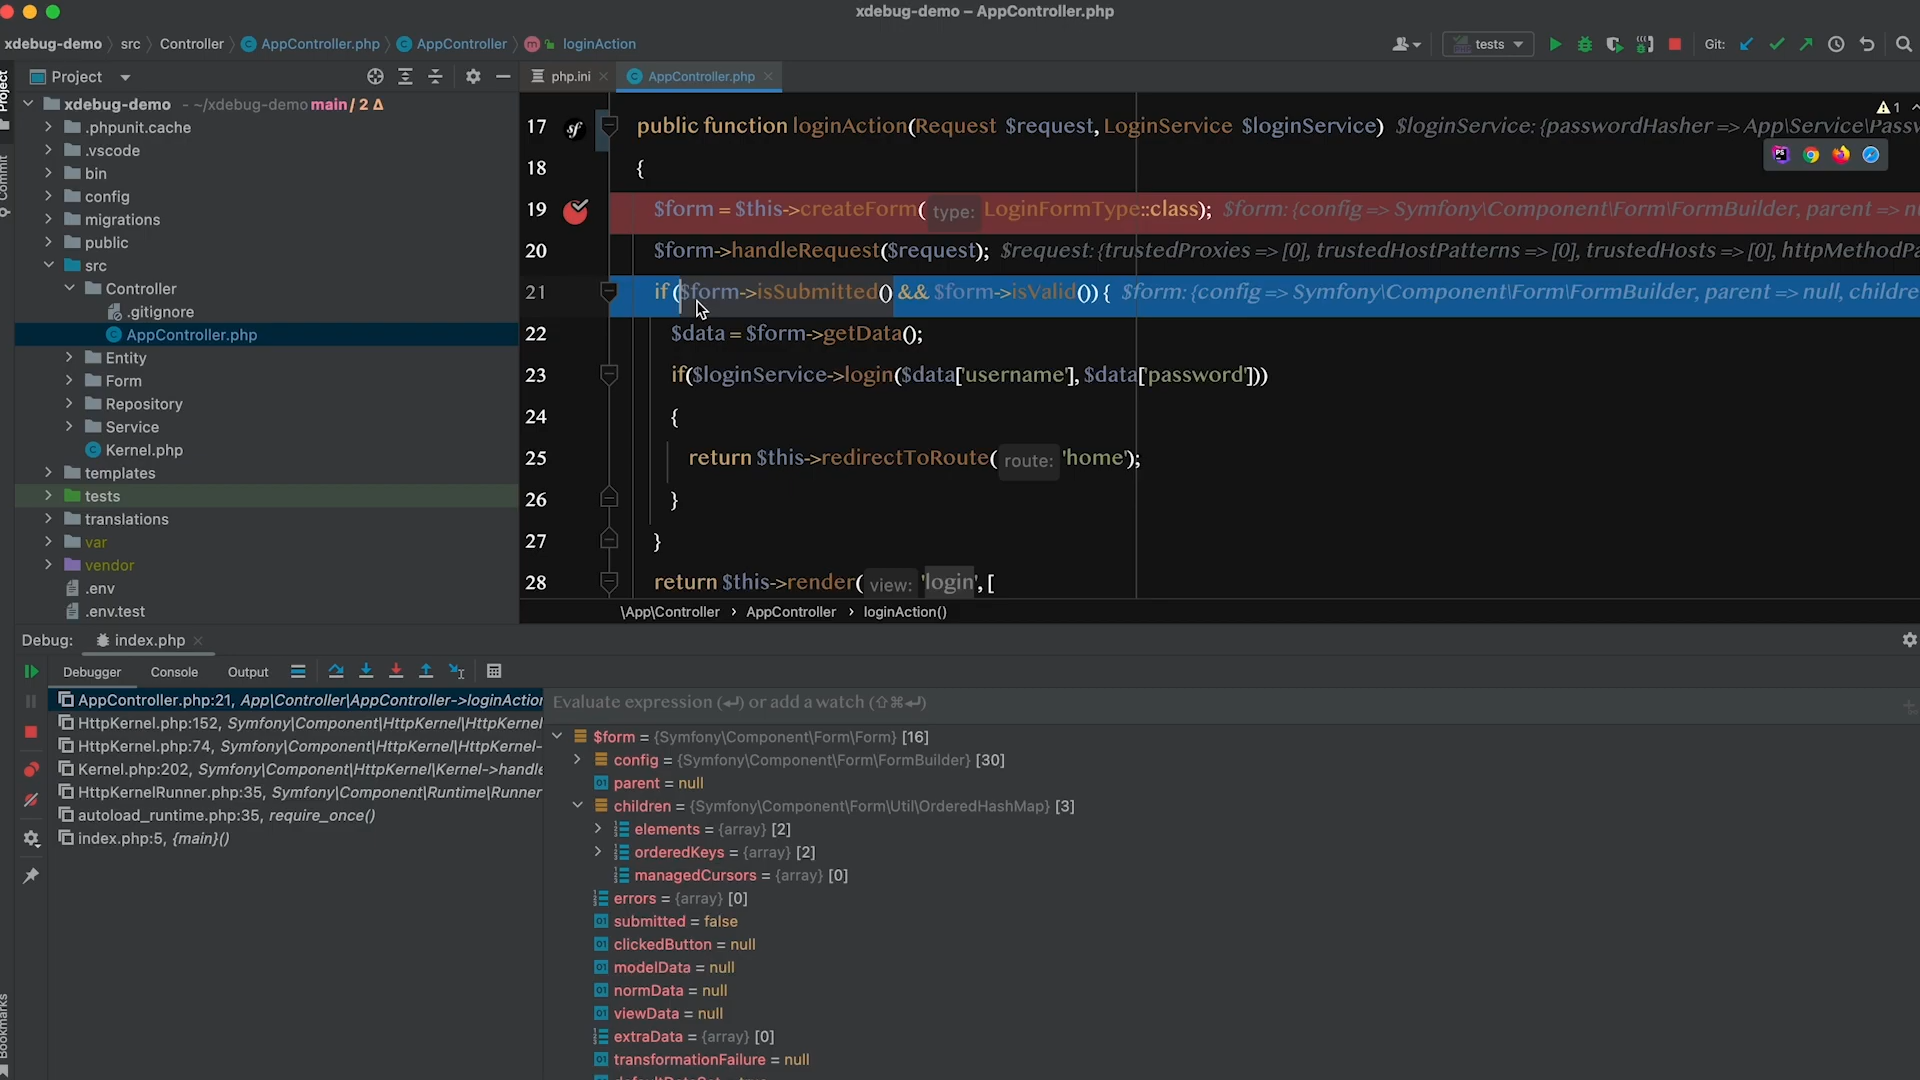 xdebug-demo – AppController.php
xdebug-demo src Controller AppController.php AppController m loginAction
tests Git:
Project
php.ini
AppController.php
Project
Commit
Bookmarks
xdebug-demo - ~/xdebug-demo main / 2 Δ
.phpunit.cache
.vscode
bin
config
migrations
public
src
Controller
.gitignore
AppController.php
Entity
Form
Repository
Service
Kernel.php
templates
tests
translations
var
vendor
.env
.env.test
1
17 sf public function loginAction(Request $request, LoginService $loginService) $loginService: {passwordHasher => App\Service\Passw
18 {
19 $form = $this->createForm( type: LoginFormType::class); $form: {config => Symfony\Component\Form\FormBuilder, parent => nu
20 $form->handleRequest($request); $request: {trustedProxies => [0], trustedHostPatterns => [0], trustedHosts => [0], httpMethodPa
21 if ($form->isSubmitted() && $form->isValid()) { $form: {config => Symfony\Component\Form\FormBuilder, parent => null, childre
22 $data = $form->getData();
23 if($loginService->login($data['username'], $data['password']))
24 {
25 return $this->redirectToRoute( route: 'home');
26 }
27 }
28 return $this->render( view: 'login', [
\App\Controller › AppController › loginAction()
Debug: index.php
Debugger Console Output
AppController.php:21, App\Controller\AppController->loginAction
HttpKernel.php:152, Symfony\Component\HttpKernel\HttpKernel
HttpKernel.php:74, Symfony\Component\HttpKernel\HttpKernel-
Kernel.php:202, Symfony\Component\HttpKernel\Kernel->handle
HttpKernelRunner.php:35, Symfony\Component\Runtime\Runner
autoload_runtime.php:35, require_once()
index.php:5, {main}()
Evaluate expression (⏎) or add a watch (⇧⌘⏎)
$form = {Symfony\Component\Form\Form} [16]
config = {Symfony\Component\Form\FormBuilder} [30]
parent = null
children = {Symfony\Component\Form\Util\OrderedHashMap} [3]
elements = {array} [2]
orderedKeys = {array} [2]
managedCursors = {array} [0]
errors = {array} [0]
submitted = false
clickedButton = null
modelData = null
normData = null
viewData = null
extraData = {array} [0]
transformationFailure = null